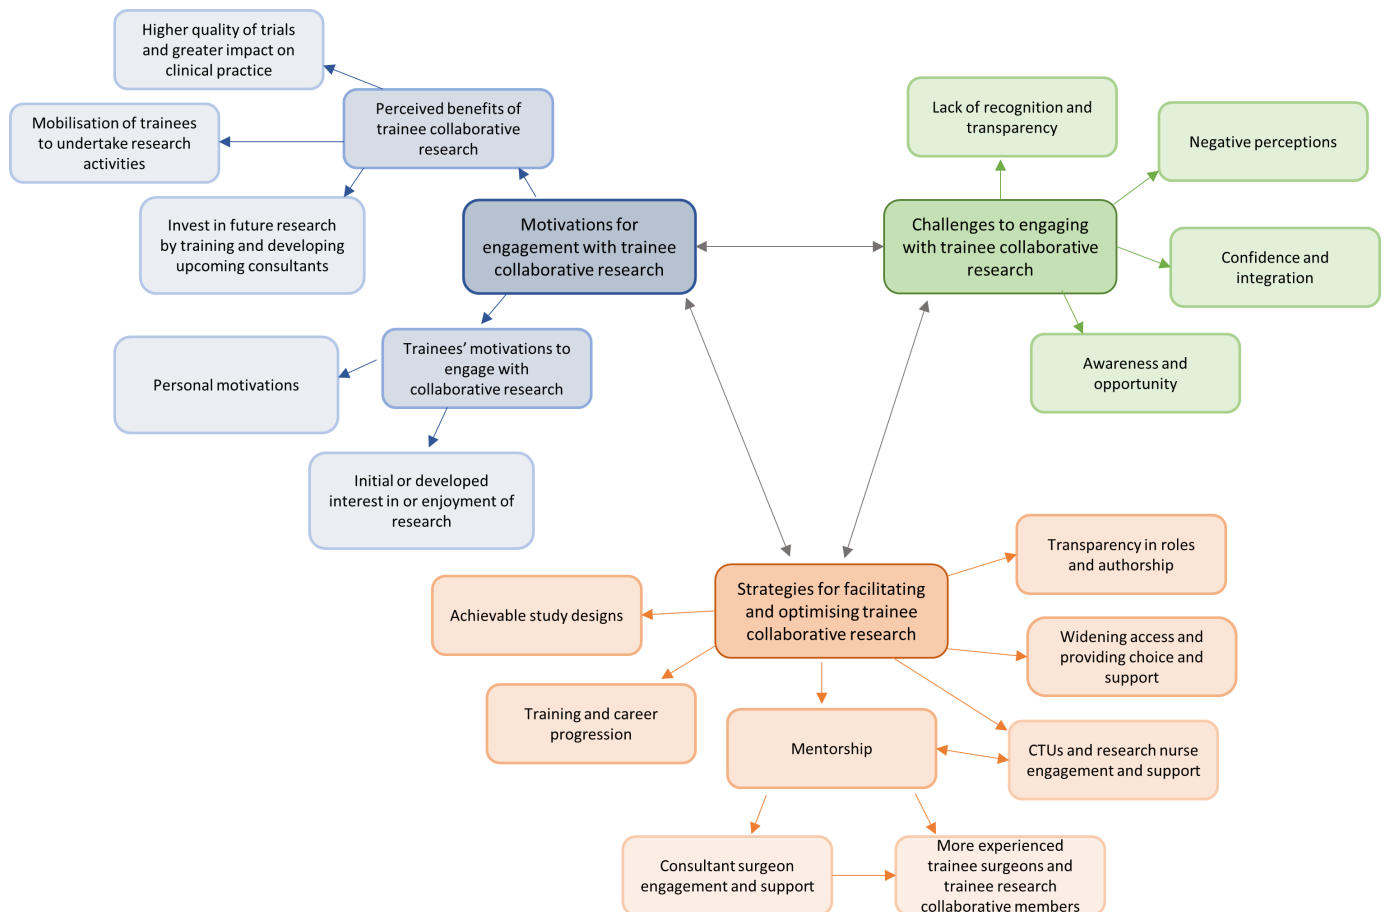 Higher quality of trials
and greater impact on
clinical practice
Perceived benefits of
trainee collaborative
research
Mobilisation of trainees
to undertake research
activities
Invest in future research
by training and developing
upcoming consultants
Motivations for
engagement with trainee
collaborative research
Trainees’ motivations to
engage with
collaborative research
Personal motivations
Initial or developed
interest in or enjoyment of
research
Lack of recognition and
transparency
Negative perceptions
Challenges to engaging
with trainee collaborative
research
Confidence and
integration
Awareness and
opportunity
Strategies for facilitating
and optimising trainee
collaborative research
Transparency in roles
and authorship
Achievable study designs
Widening access and
providing choice and
support
Training and career
progression
Mentorship
CTUs and research nurse
engagement and support
Consultant surgeon
engagement and support
More experienced
trainee surgeons and
trainee research
collaborative members